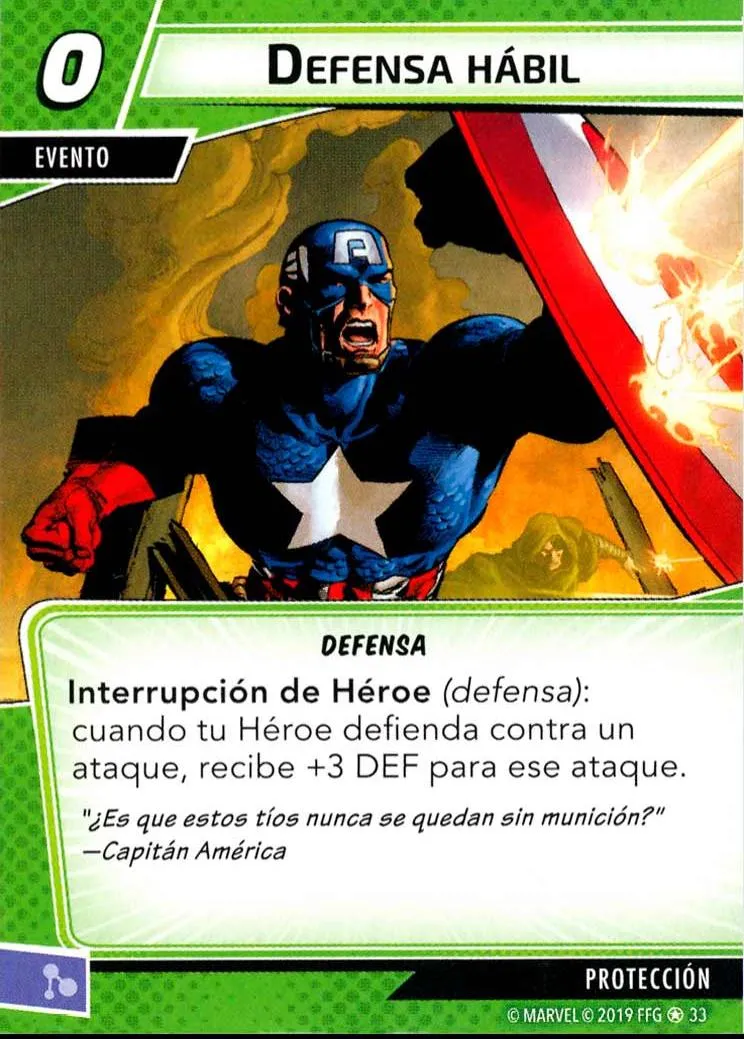 0
DEFENSA HÁBIL
EVENTO
A
DEFENSA
Interrupción de Héroe (defensa):
cuando tu Héroe defienda contra un
ataque, recibe +3 DEF para ese ataque.
"¿Es que estos tíos nunca se quedan sin munición?"
—Capitán América
PROTECCIÓN
© MARVEL © 2019 FFG ✪ 33